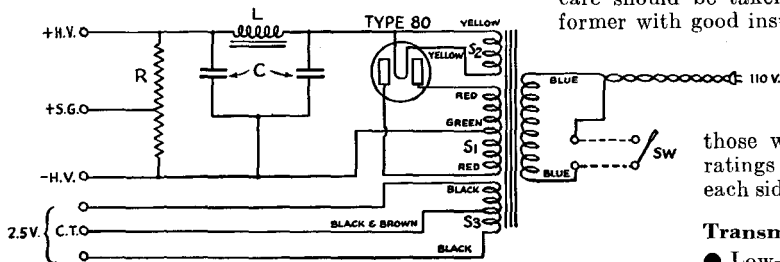 care should be taken
former with good inst
L
TYPE 80
YELLOW
+H.V.
YELLOW
S2
R
C
RED
BLUE
110 V.
+S.G.
GREEN
S1
SW
-H.V.
RED
BLUE
BLACK
2.5V.
C.T.
BLACK & BROWN
S3
BLACK
those w
ratings
each sid
Transm
● Low-